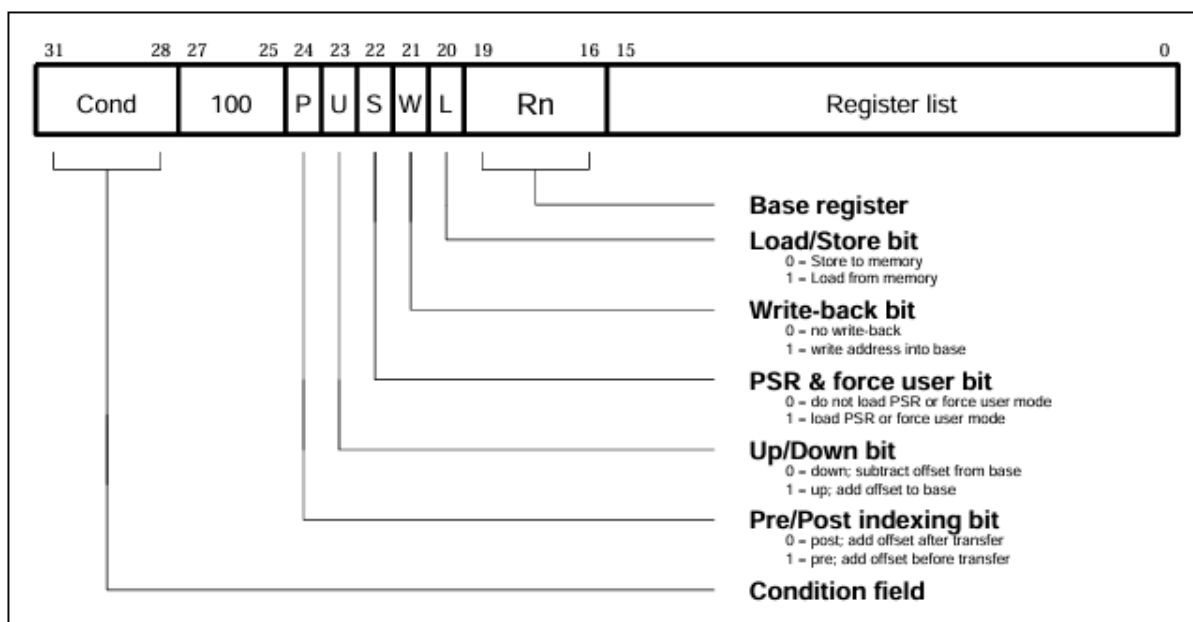 31 28 27 25 24 23 22 21 20 19 16 15 0
Cond 100 P U S W L Rn Register list
Base register
Load/Store bit
0 = Store to memory
1 = Load from memory
Write-back bit
0 = no write-back
1 = write address into base
PSR & force user bit
0 = do not load PSR or force user mode
1 = load PSR or force user mode
Up/Down bit
0 = down; subtract offset from base
1 = up; add offset to base
Pre/Post indexing bit
0 = post; add offset after transfer
1 = pre; add offset before transfer
Condition field